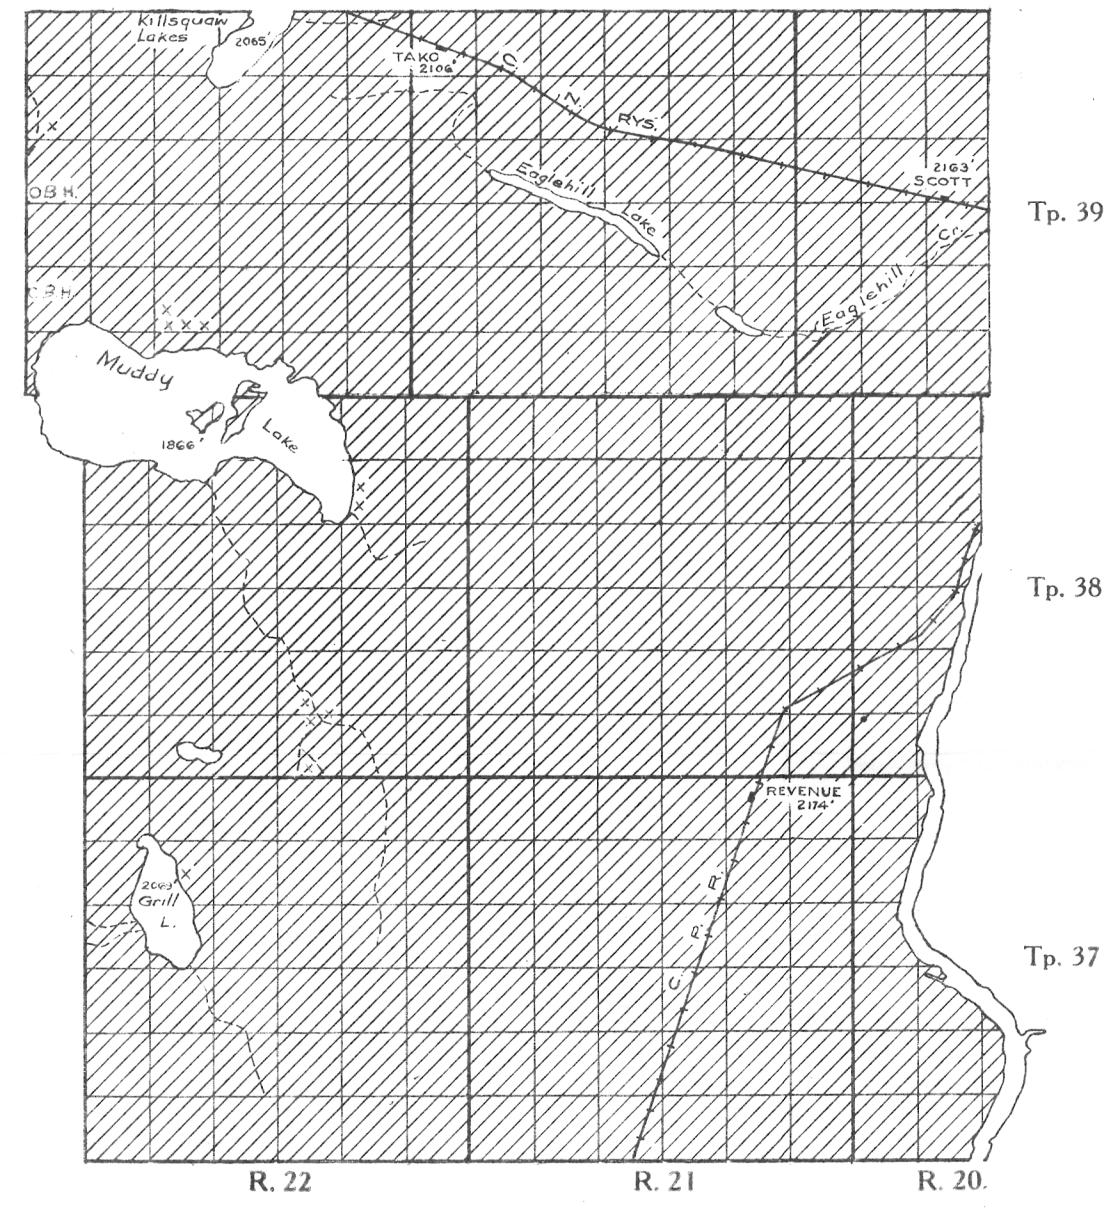 Killsquaw
Lakes
2065
TAKO
2106'
C. N. RYS.
2163'
SCOTT
O B H.
Eaglehill Lake
Tp. 39
Cr.
Eaglehill
C B H.
Muddy
Lake
1866'
Tp. 38
REVENUE
2174'
Grill
L.
C. P. R.
Tp. 37
R. 22
R. 21
R. 20.